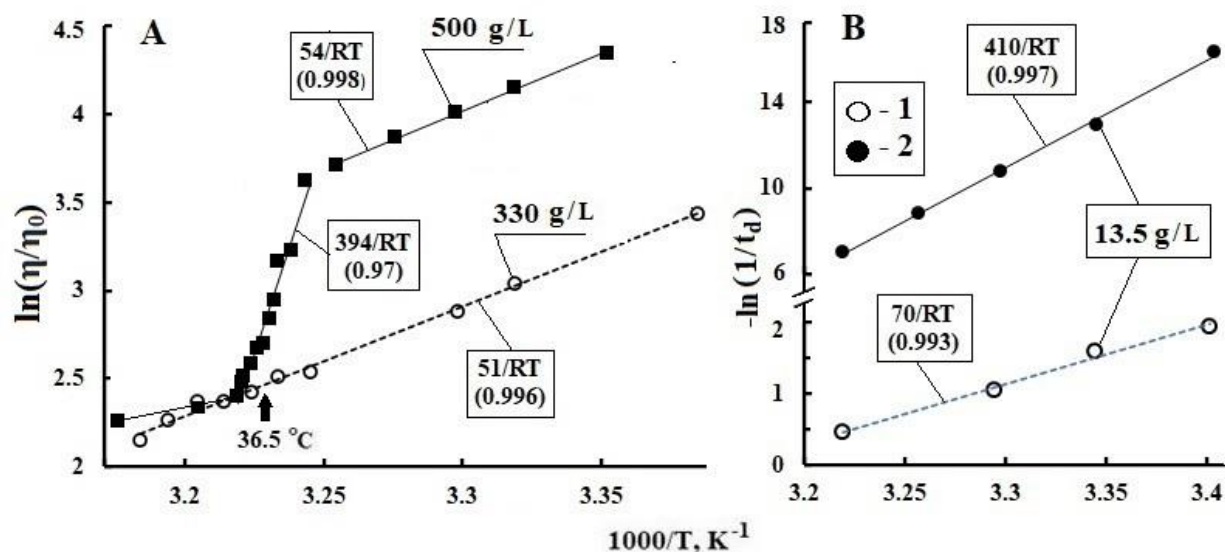 A
4.5
4
3.5
3
2.5
2
ln(η/η₀)
54/RT
(0.998)
500 g/L
394/RT
(0.97)
330 g/L
51/RT
(0.996)
36.5 °C
3.2
3.25
3.3
3.35
1000/T, K⁻¹
B
18
14
10
6
2
1
0
-ln (1/t_d)
410/RT
(0.997)
- 1
- 2
13.5 g/L
70/RT
(0.993)
3.2
3.25
3.3
3.35
3.4